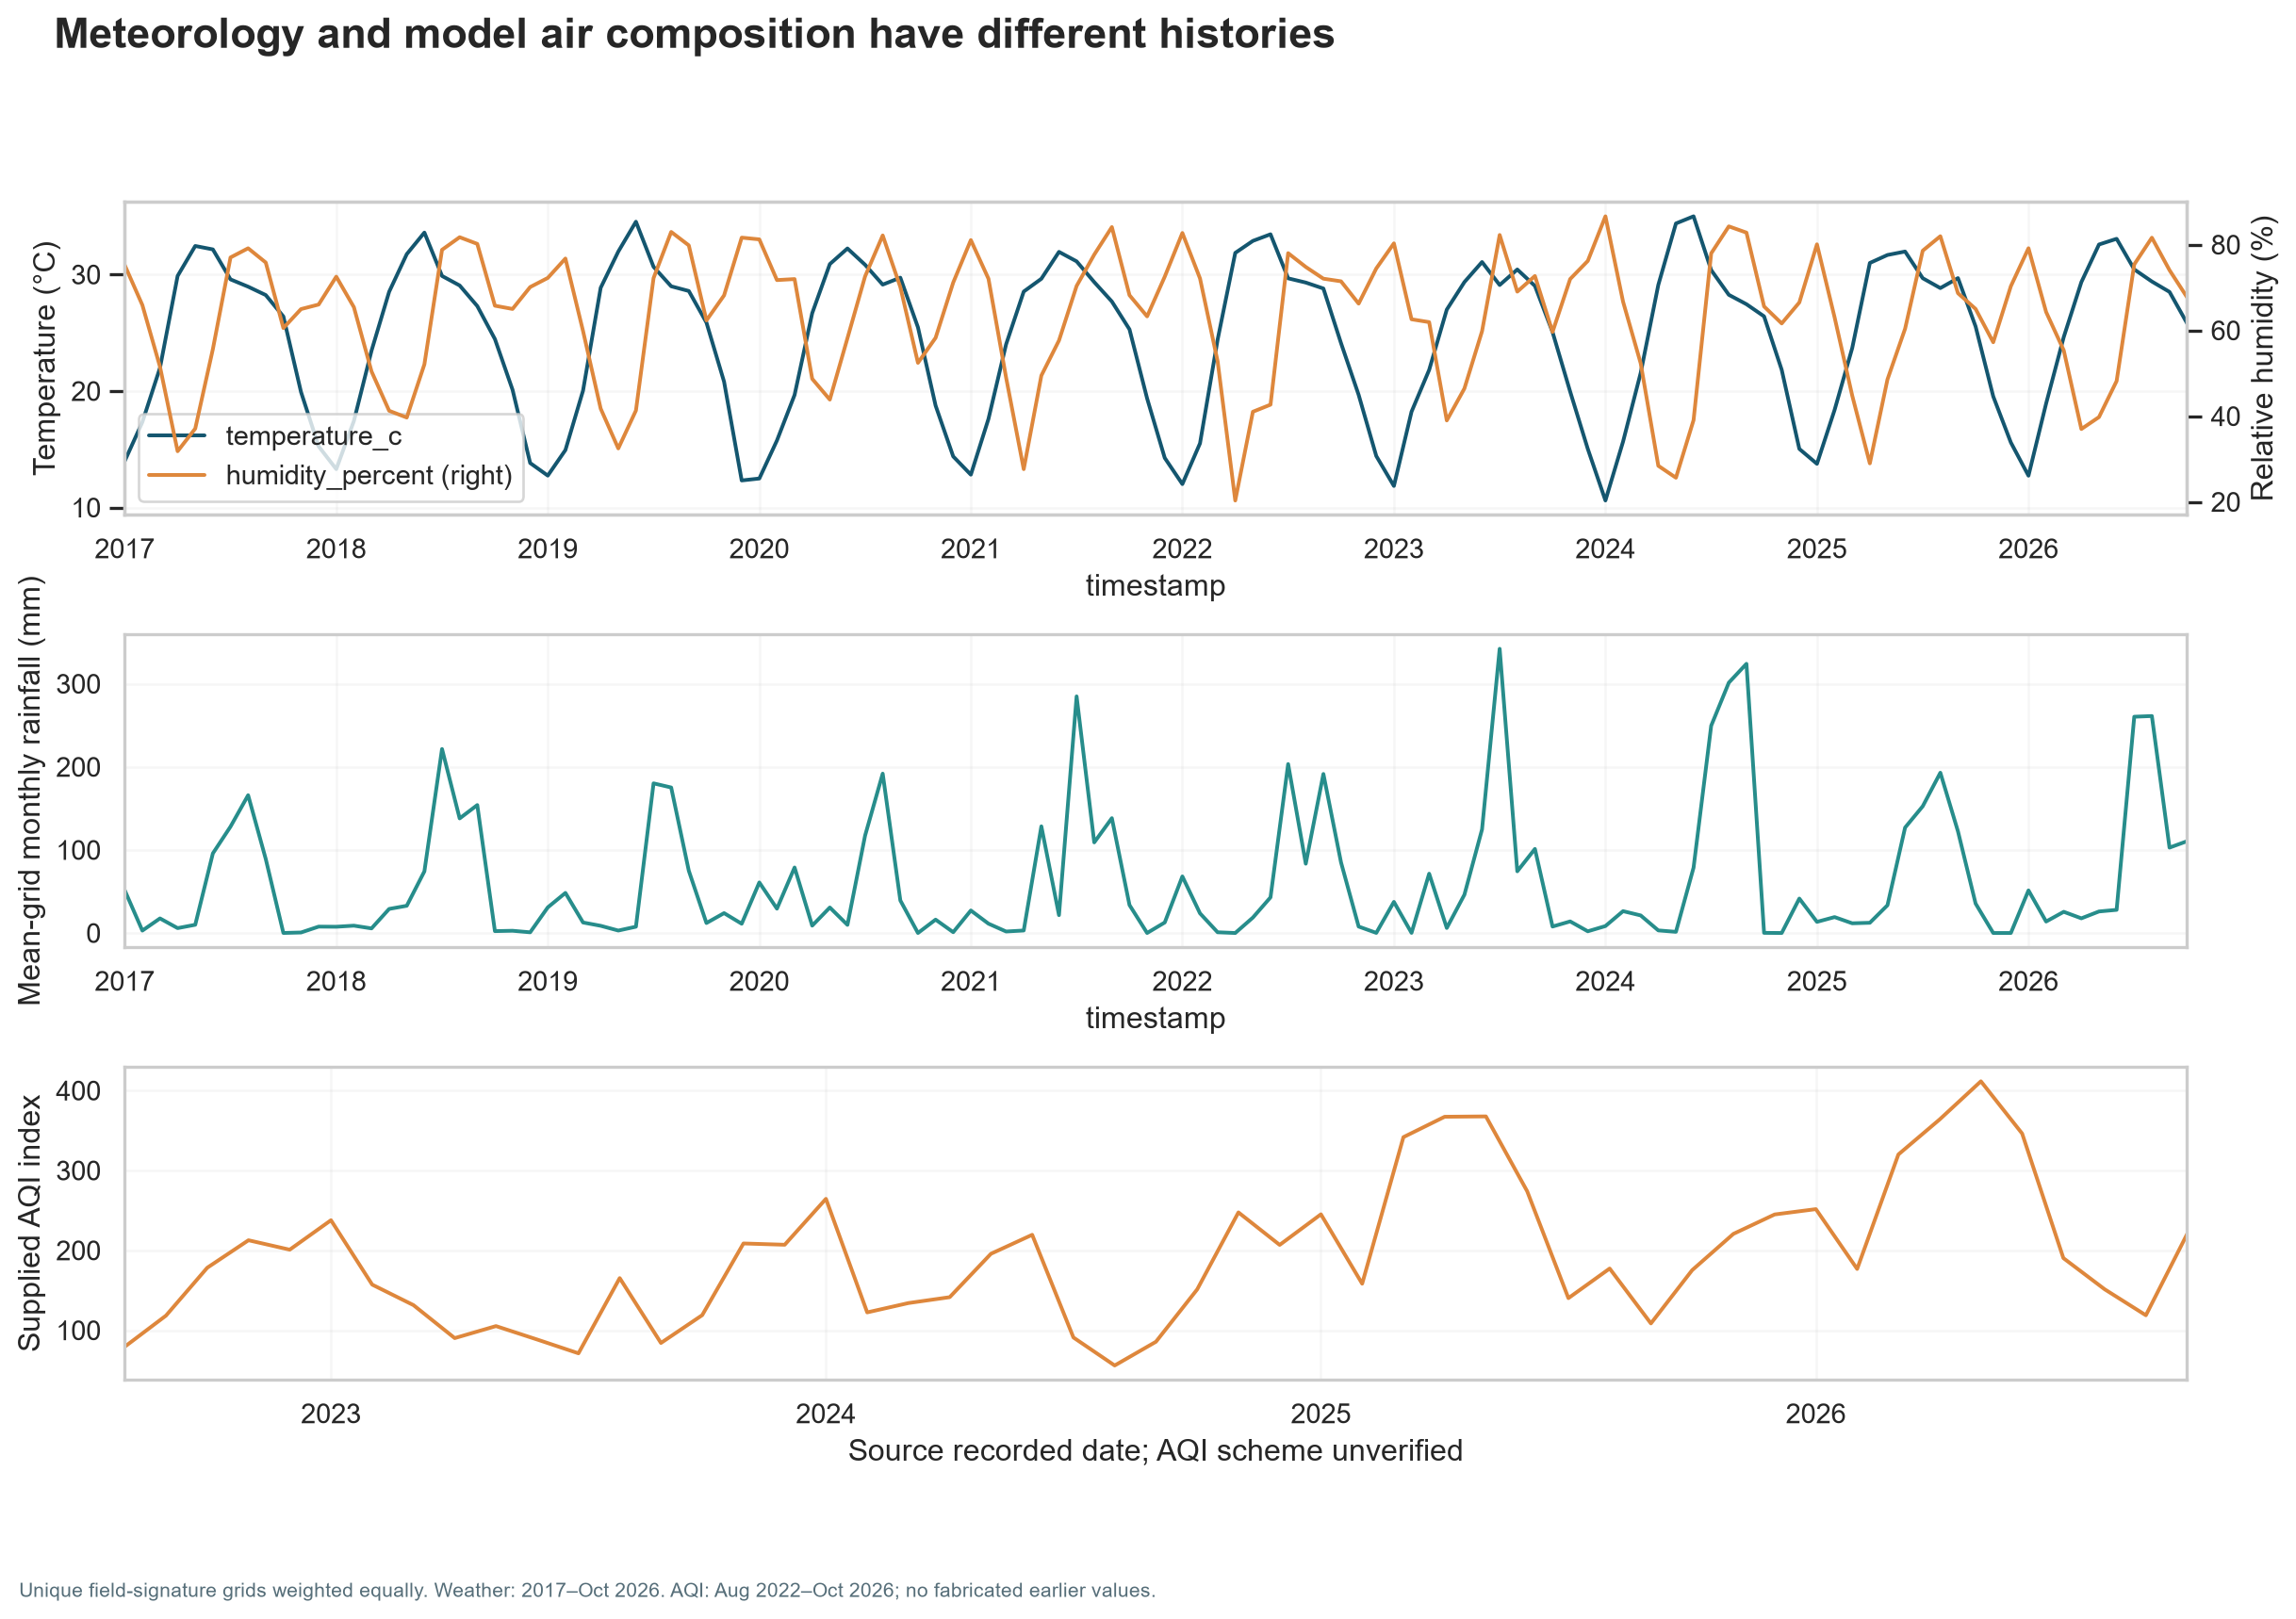 Meteorology and model air composition have different histories
Temperature (°C)
30
20
10
temperature_c
humidity_percent (right)
Relative humidity (%)
80
60
40
20
2017 2018 2019 2020 2021 2022 2023 2024 2025 2026
timestamp
Mean-grid monthly rainfall (mm)
300
200
100
0
2017 2018 2019 2020 2021 2022 2023 2024 2025 2026
timestamp
Supplied AQI index
400
300
200
100
2023 2024 2025 2026
Source recorded date; AQI scheme unverified
Unique field-signature grids weighted equally. Weather: 2017–Oct 2026. AQI: Aug 2022–Oct 2026; no fabricated earlier values.